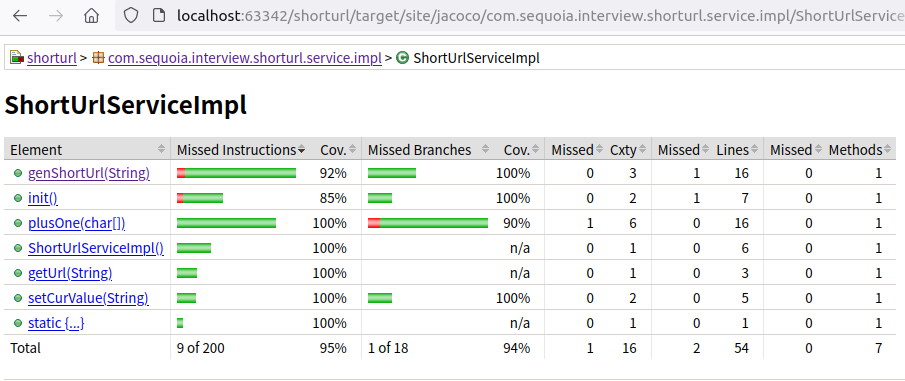 localhost:63342/shorturl/target/site/jacoco/com.sequoia.interview.shorturl.service.impl/ShortUrlService
shorturl > com.sequoia.interview.shorturl.service.impl > ShortUrlServiceImpl
ShortUrlServiceImpl
Element Missed Instructions Cov. Missed Branches Cov. Missed Cxty Missed Lines Missed Methods
genShortUrl(String) 92% 100% 0 3 1 16 0 1
init() 85% 100% 0 2 1 7 0 1
plusOne(char[]) 100% 90% 1 6 0 16 0 1
ShortUrlServiceImpl() 100% n/a 0 1 0 6 0 1
getUrl(String) 100% n/a 0 1 0 3 0 1
setCurValue(String) 100% 100% 0 2 0 5 0 1
static {...} 100% n/a 0 1 0 1 0 1
Total 9 of 200 95% 1 of 18 94% 1 16 2 54 0 7